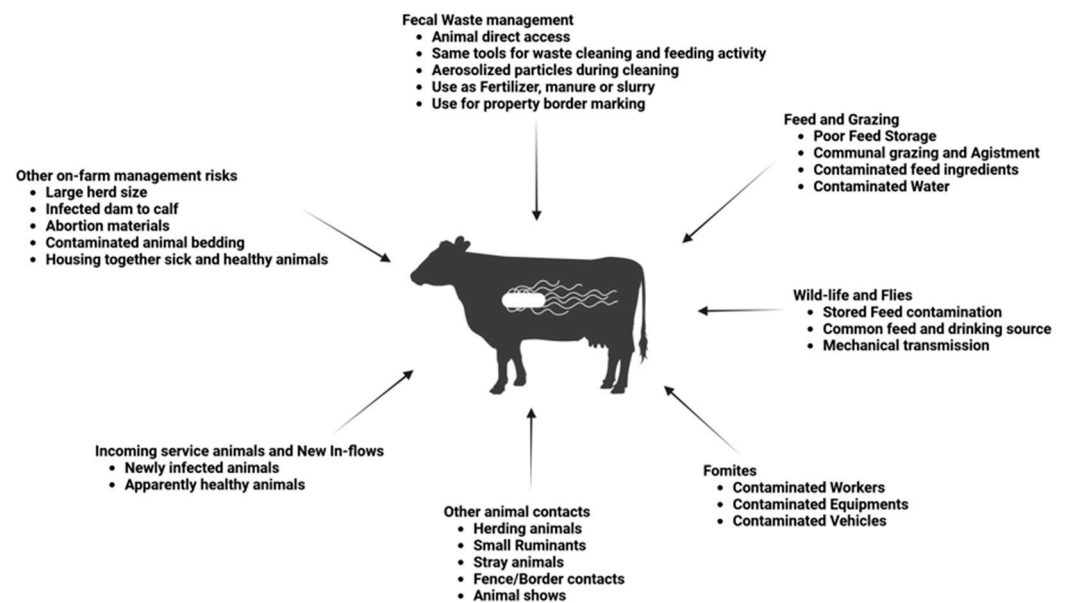 Fecal Waste management
• Animal direct access
• Same tools for waste cleaning and feeding activity
• Aerosolized particles during cleaning
• Use as Fertilizer, manure or slurry
• Use for property border marking
Feed and Grazing
• Poor Feed Storage
• Communal grazing and Agistment
• Contaminated feed ingredients
• Contaminated Water
Other on-farm management risks
• Large herd size
• Infected dam to calf
• Abortion materials
• Contaminated animal bedding
• Housing together sick and healthy animals
Wild-life and Flies
• Stored Feed contamination
• Common feed and drinking source
• Mechanical transmission
Incoming service animals and New In-flows
• Newly infected animals
• Apparently healthy animals
Fomites
• Contaminated Workers
• Contaminated Equipments
• Contaminated Vehicles
Other animal contacts
• Herding animals
• Small Ruminants
• Stray animals
• Fence/Border contacts
• Animal shows